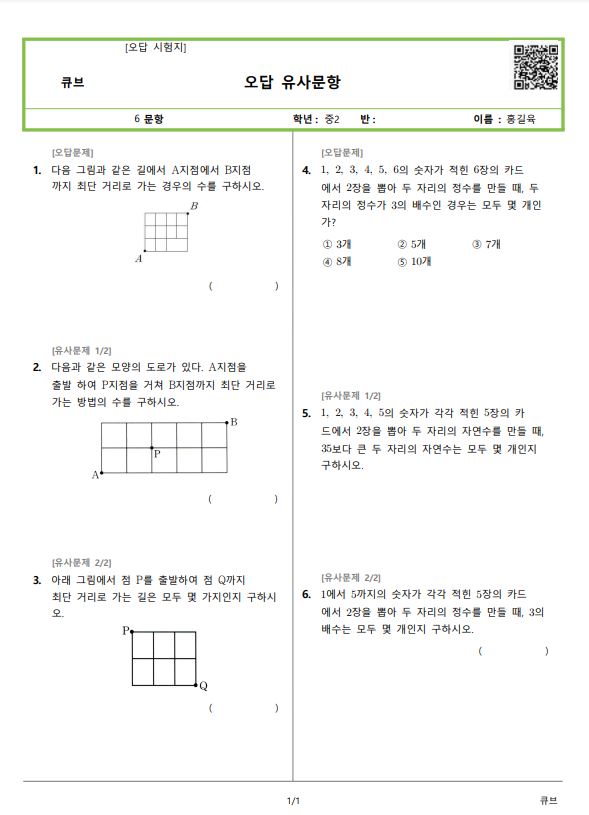 [오답 시험지]
큐브
오답 유사문항
6 문항
학년 : 중2
반 :
이름 : 홍길육
[오답문제]
1. 다음 그림과 같은 길에서 A지점에서 B지점
까지 최단 거리로 가는 경우의 수를 구하시오.
B
A
( )
[유사문제 1/2]
2. 다음과 같은 모양의 도로가 있다. A지점을
출발 하여 P지점을 거쳐 B지점까지 최단 거리로
가는 방법의 수를 구하시오.
B
P
A
( )
[유사문제 2/2]
3. 아래 그림에서 점 P를 출발하여 점 Q까지
최단 거리로 가는 길은 모두 몇 가지인지 구하시
오.
P
Q
( )
[오답문제]
4. 1, 2, 3, 4, 5, 6의 숫자가 적힌 6장의 카드
에서 2장을 뽑아 두 자리의 정수를 만들 때, 두
자리의 정수가 3의 배수인 경우는 모두 몇 개인
가?
① 3개 ② 5개 ③ 7개
④ 8개 ⑤ 10개
[유사문제 1/2]
5. 1, 2, 3, 4, 5의 숫자가 각각 적힌 5장의 카
드에서 2장을 뽑아 두 자리의 자연수를 만들 때,
35보다 큰 두 자리의 자연수는 모두 몇 개인지
구하시오.
[유사문제 2/2]
6. 1에서 5까지의 숫자가 각각 적힌 5장의 카드
에서 2장을 뽑아 두 자리의 정수를 만들 때, 3의
배수는 모두 몇 개인지 구하시오.
( )
1/1
큐브